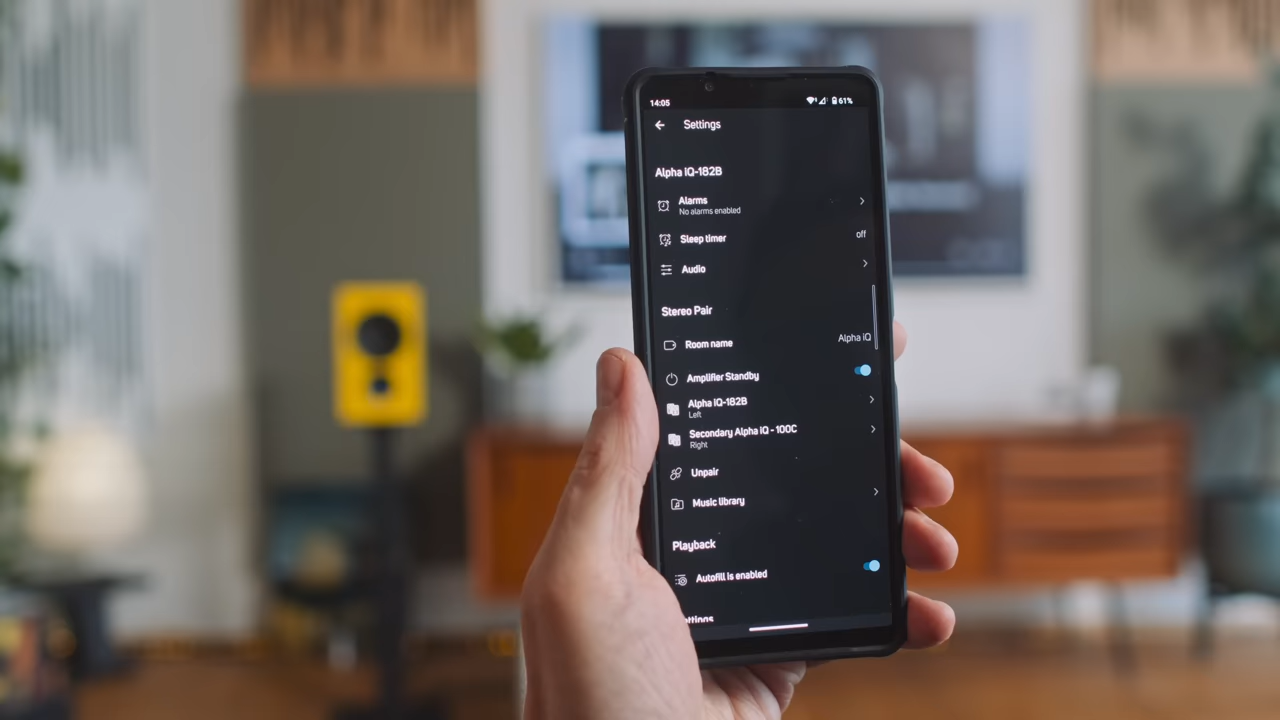 14:05 61%
Settings
Alpha iQ-182B
Alarms
No alarms enabled
Sleep timer off
Audio
Stereo Pair
Room name Alpha iQ
Amplifier Standby
Alpha iQ-182B
Left
Secondary Alpha iQ - 100C
Right
Unpair
Music library
Playback
Autofill is enabled